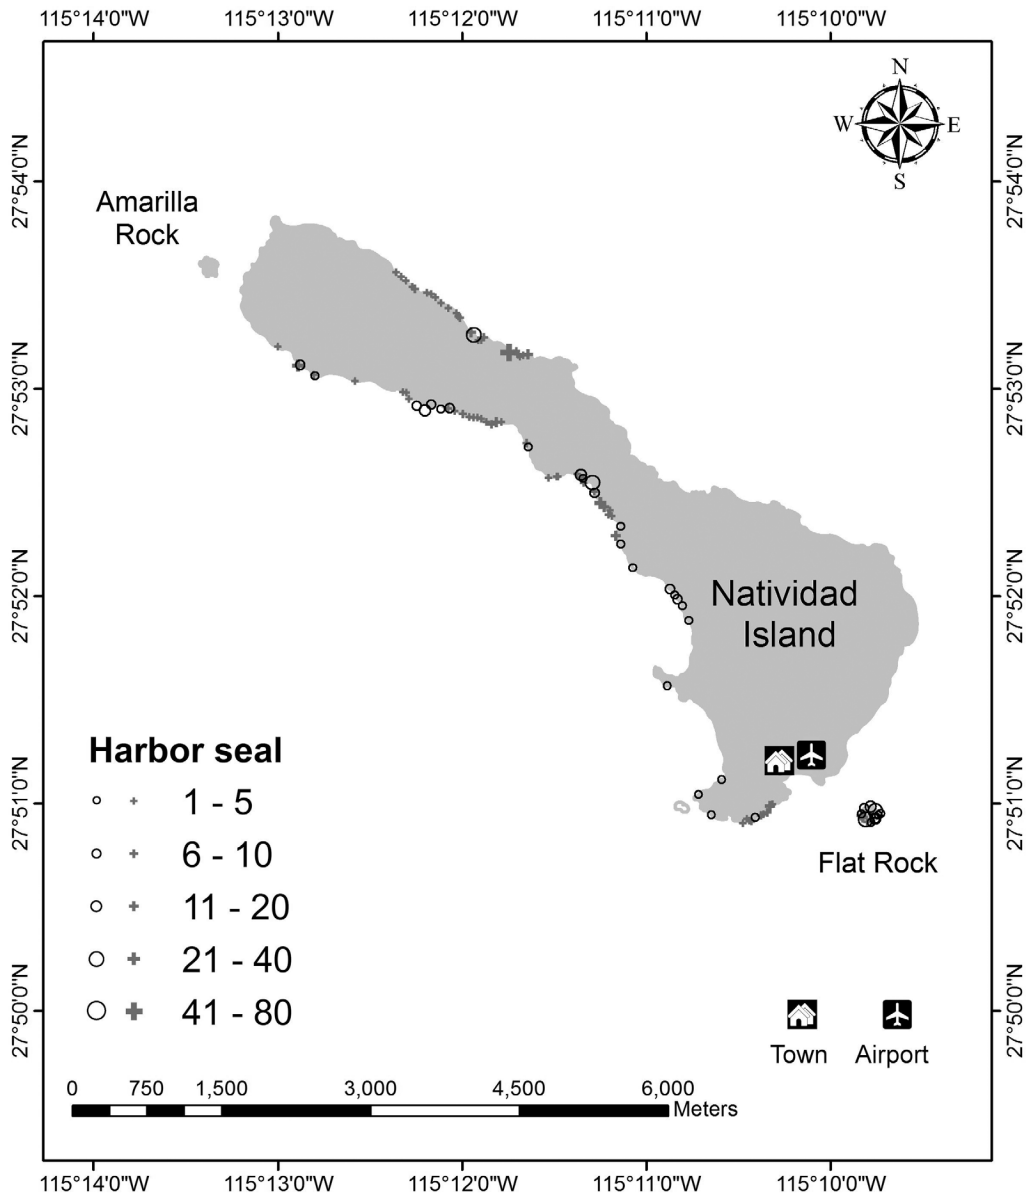 115°14'0"W 115°13'0"W 115°12'0"W 115°11'0"W 115°10'0"W
N
W E
S
27°54'0"N 27°54'0"N
Amarilla
Rock
27°53'0"N 27°53'0"N
27°52'0"N 27°52'0"N
Natividad
Island
Harbor seal
1 - 5
6 - 10
11 - 20
21 - 40
41 - 80
27°51'0"N 27°51'0"N
Flat Rock
27°50'0"N 27°50'0"N
Town Airport
0 750 1,500 3,000 4,500 6,000
Meters
115°14'0"W 115°13'0"W 115°12'0"W 115°11'0"W 115°10'0"W